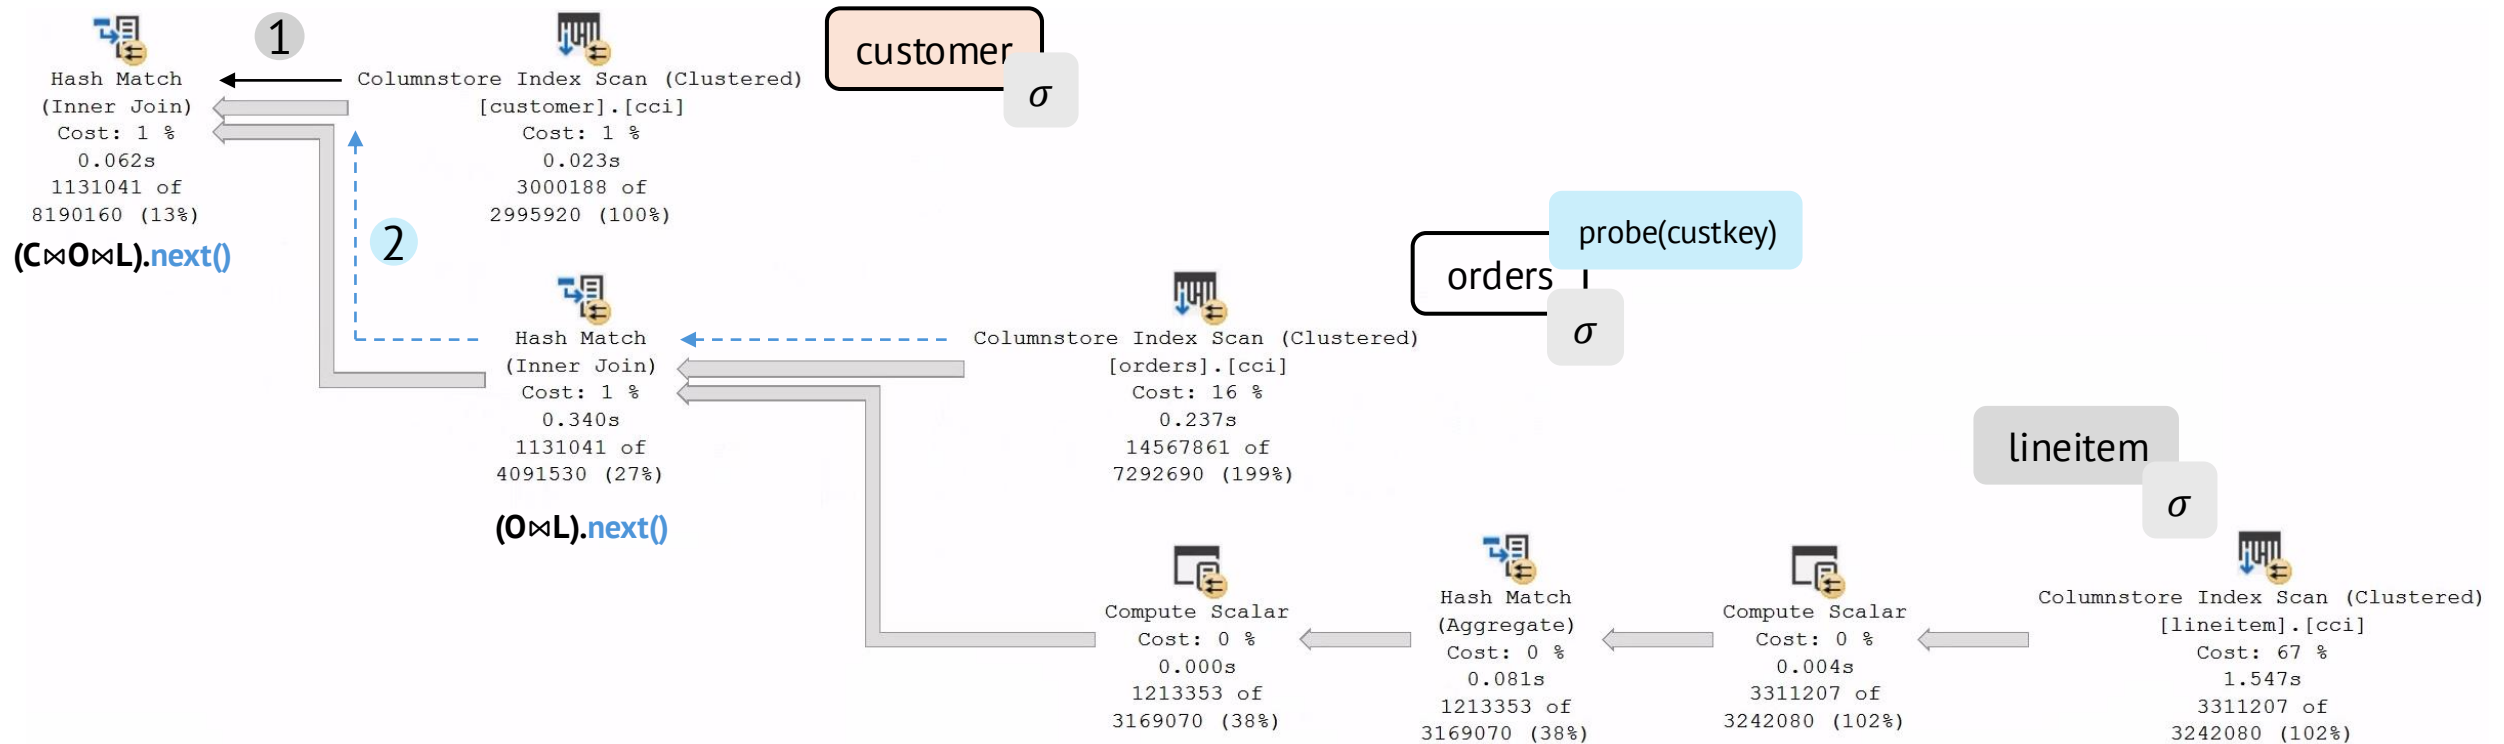 1
Hash Match
(Inner Join)
Cost: 1 %
0.062s
1131041 of
8190160 (13%)
(C⋈O⋈L).next()
Columnstore Index Scan (Clustered)
[customer].[cci]
Cost: 1 %
0.023s
3000188 of
2995920 (100%)
customer
σ
2
Hash Match
(Inner Join)
Cost: 1 %
0.340s
1131041 of
4091530 (27%)
(O⋈L).next()
Columnstore Index Scan (Clustered)
[orders].[cci]
Cost: 16 %
0.237s
14567861 of
7292690 (199%)
probe(custkey)
orders
σ
Compute Scalar
Cost: 0 %
0.000s
1213353 of
3169070 (38%)
Hash Match
(Aggregate)
Cost: 0 %
0.081s
1213353 of
3169070 (38%)
Compute Scalar
Cost: 0 %
0.004s
3311207 of
3242080 (102%)
lineitem
σ
Columnstore Index Scan (Clustered)
[lineitem].[cci]
Cost: 67 %
1.547s
3311207 of
3242080 (102%)